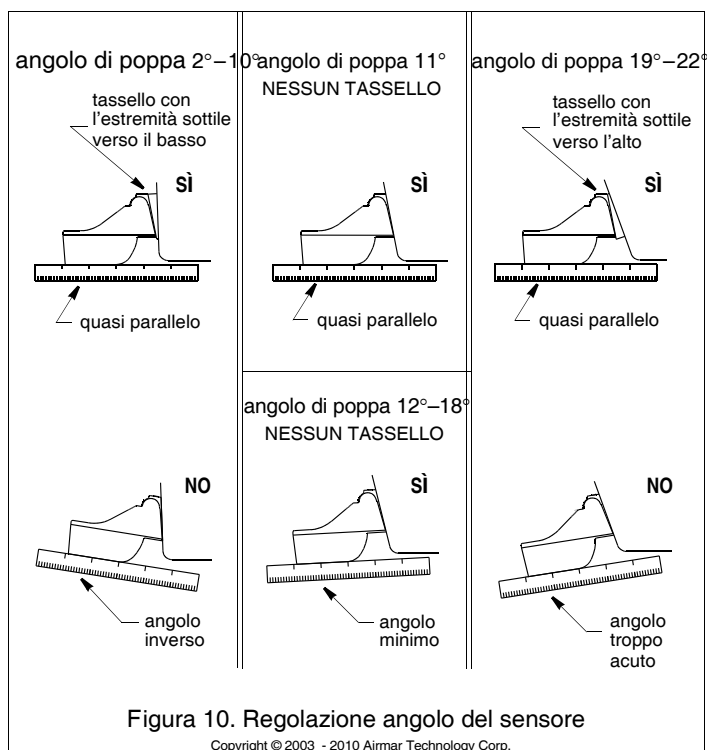 angolo di poppa 2°–10°
tassello con
l'estremità sottile
verso il basso
SÌ
quasi parallelo
NO
angolo
inverso
angolo di poppa 11°
NESSUN TASSELLO
SÌ
quasi parallelo
angolo di poppa 12°–18°
NESSUN TASSELLO
SÌ
angolo
minimo
angolo di poppa 19°–22°
tassello con
l'estremità sottile
verso l'alto
SÌ
quasi parallelo
NO
angolo
troppo
acuto
Figura 10. Regolazione angolo del sensore
Copyright © 2003 - 2010 Airmar Technology Corp.